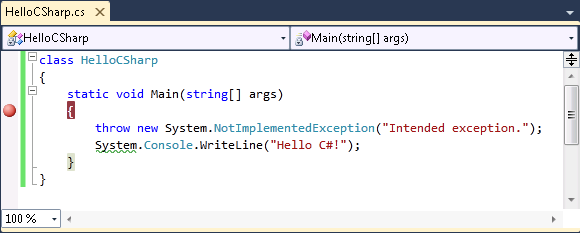 HelloCSharp.cs
HelloCSharp
Main(string[] args)
class HelloCSharp
{
static void Main(string[] args)
{
throw new System.NotImplementedException("Intended exception.");
System.Console.WriteLine("Hello C#!");
}
}
100 %